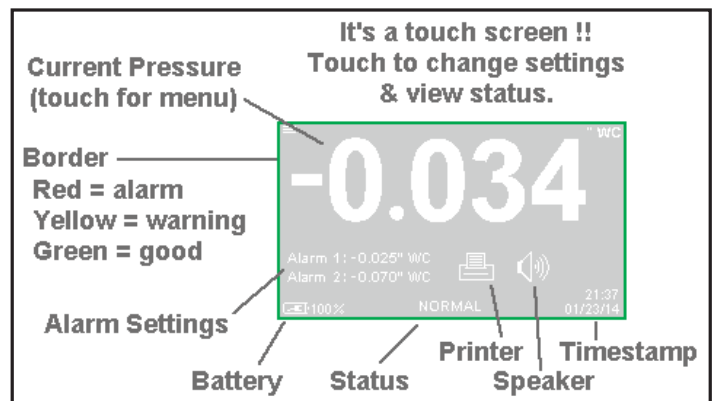 It's a touch screen !!
Touch to change settings
& view status.
Current Pressure
(touch for menu)
Border
Red = alarm
Yellow = warning
Green = good
" WC
-0.034
Alarm 1:-0.025" WC
Alarm 2:-0.070" WC
100%
NORMAL
21:37
01/23/14
Alarm Settings
Battery
Status
Printer
Speaker
Timestamp